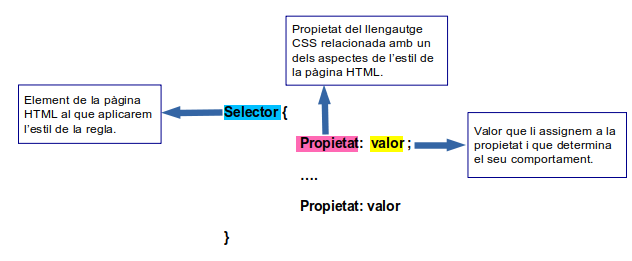 Propietat del llengautge
CSS relacionada amb un
dels aspectes de l'estil de
la pàgina HTML.
Element de la pàgina
HTML al que aplicarem
l'estil de la regla.
Selector {
Propietat: valor ;
Valor que li assignem a la
propietat i que determina
el seu comportament.
....
Propietat: valor
}